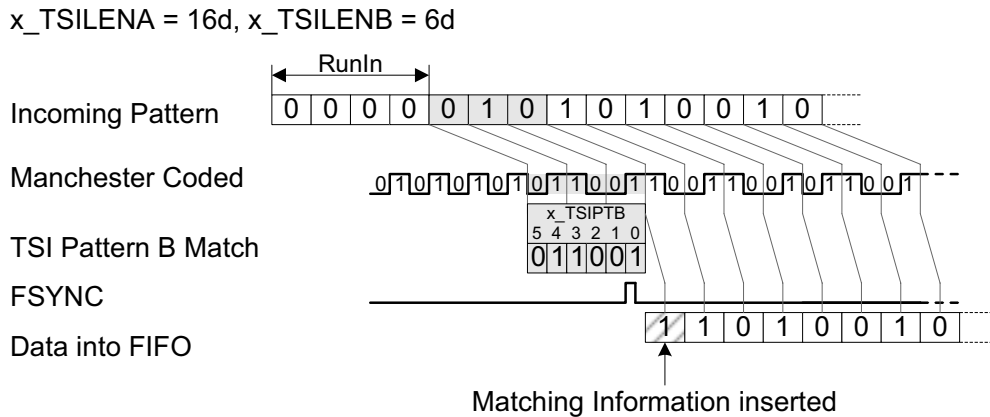 x_TSILENA = 16d, x_TSILENB = 6d
RunIn
Incoming Pattern 0 0 0 0 0 1 0 1 0 1 0 0 1 0
Manchester Coded 0 1 0 1 0 1 0 1 0 1 1 0 0 1 1 0 0 1 1 0 0 1 0 1 1 0 0 1
x_TSIPTB
5 4 3 2 1 0
TSI Pattern B Match 0 1 1 0 0 1
FSYNC
Data into FIFO 1 1 0 1 0 0 1 0
Matching Information inserted